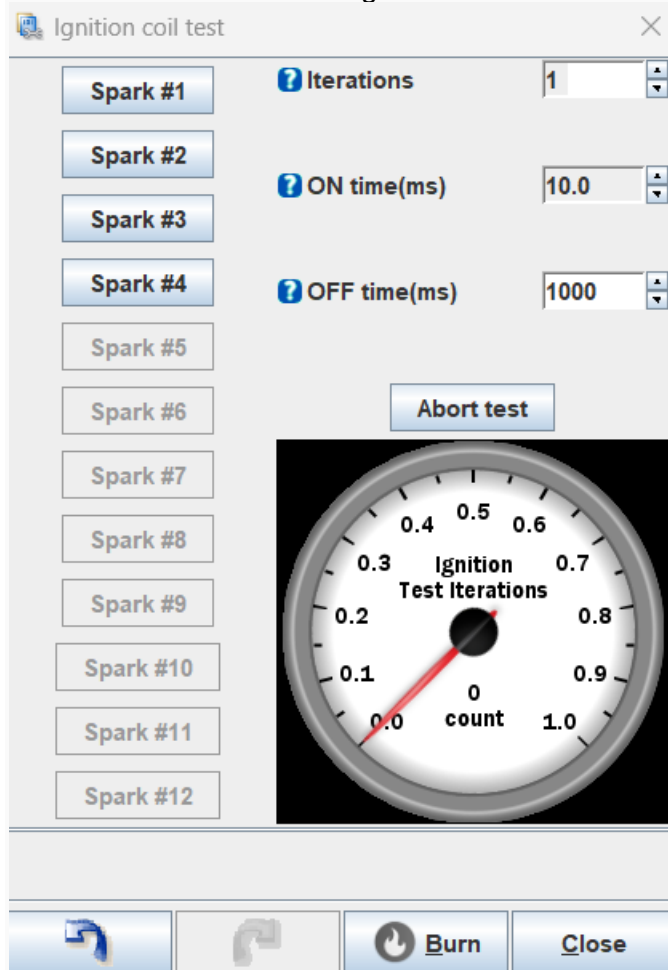 Ignition coil test
Spark #1
Spark #2
Spark #3
Spark #4
Spark #5
Spark #6
Spark #7
Spark #8
Spark #9
Spark #10
Spark #11
Spark #12
? Iterations 1
? ON time(ms) 10.0
? OFF time(ms) 1000
Abort test
0.5
0.4 0.6
0.3 Ignition 0.7
Test Iterations
0.2 0.8
0.1 0.9
0
0.0 count 1.0
Burn
Close